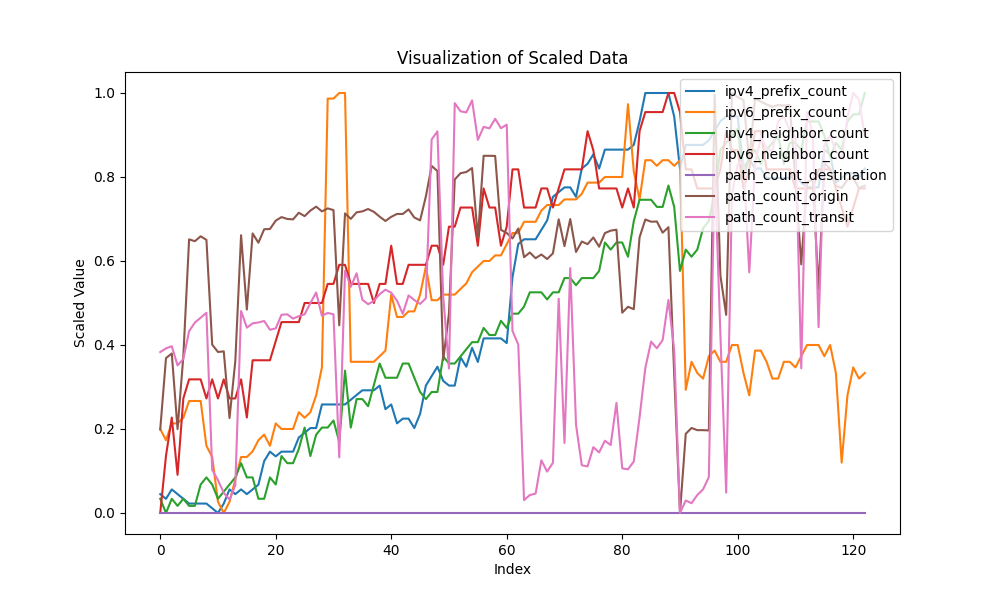 Visualization of Scaled Data
1.0
0.8
0.6
0.4
0.2
0.0
Scaled Value
ipv4_prefix_count
ipv6_prefix_count
ipv4_neighbor_count
ipv6_neighbor_count
path_count_destination
path_count_origin
path_count_transit
0 20 40 60 80 100 120
Index